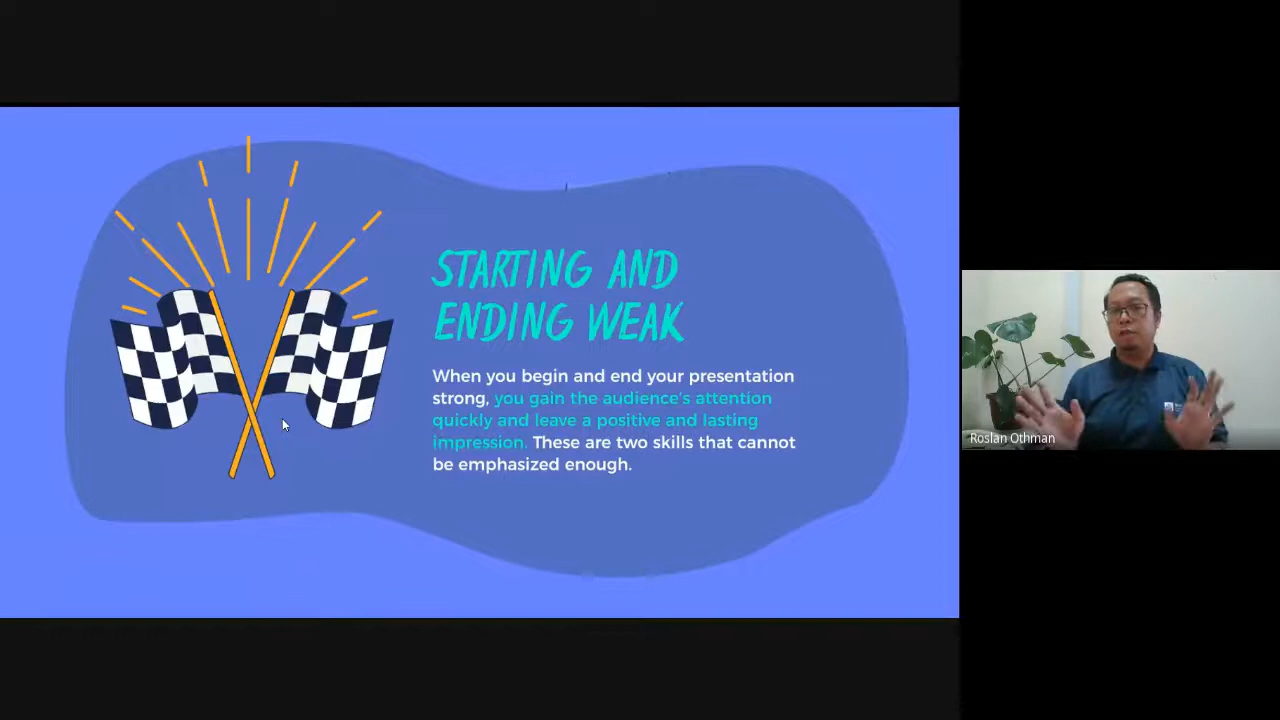 STARTING AND
ENDING WEAK
When you begin and end your presentation
strong, you gain the audience's attention
quickly and leave a positive and lasting
impression. These are two skills that cannot
be emphasized enough.
Roslan Othman